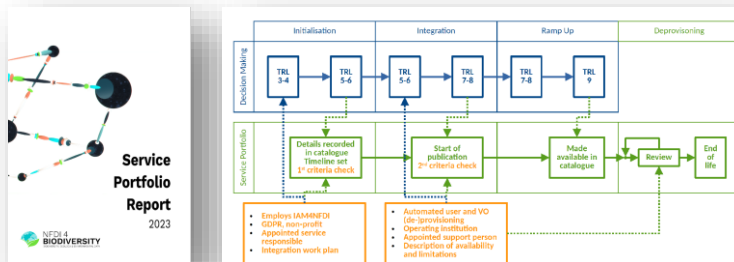 Service
Portfolio
Report
2023
NFDI 4
BIODIVERSITY
Initialisation
Integration
Ramp Up
Deprovisoning
Decision Making
TRL
3-4
TRL
5-6
TRL
5-6
TRL
7-8
TRL
7-8
TRL
9
Service Portfolio
Details recorded
in catalogue
Timeline set
1st criteria check
Start of
publication
2nd criteria check
Made
available in
catalogue
Review
End
of
life
• Employs IAM4NFDI
• GDPR, non-profit
• Appointed service
responsible
• Integration work plan
• Automated user and VO
(de-)provisioning
• Operating institution
• Appointed support person
• Description of availability
and limitations